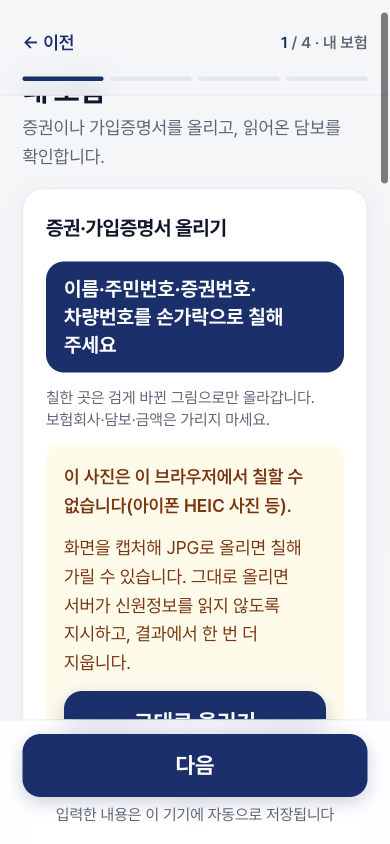 ← 이전
1 / 4 · 내 보험
내 보험
증권이나 가입증명서를 올리고, 읽어온 담보를
확인합니다.
증권·가입증명서 올리기
이름·주민번호·증권번호·
차량번호를 손가락으로 칠해
주세요
칠한 곳은 검게 바뀐 그림으로만 올라갑니다.
보험회사·담보·금액은 가리지 마세요.
이 사진은 이 브라우저에서 칠할 수
없습니다(아이폰 HEIC 사진 등).
화면을 캡처해 JPG로 올리면 칠해
가릴 수 있습니다. 그대로 올리면
서버가 신원정보를 읽지 않도록
지시하고, 결과에서 한 번 더
지웁니다.
그대로 올리기
다음
입력한 내용은 이 기기에 자동으로 저장됩니다